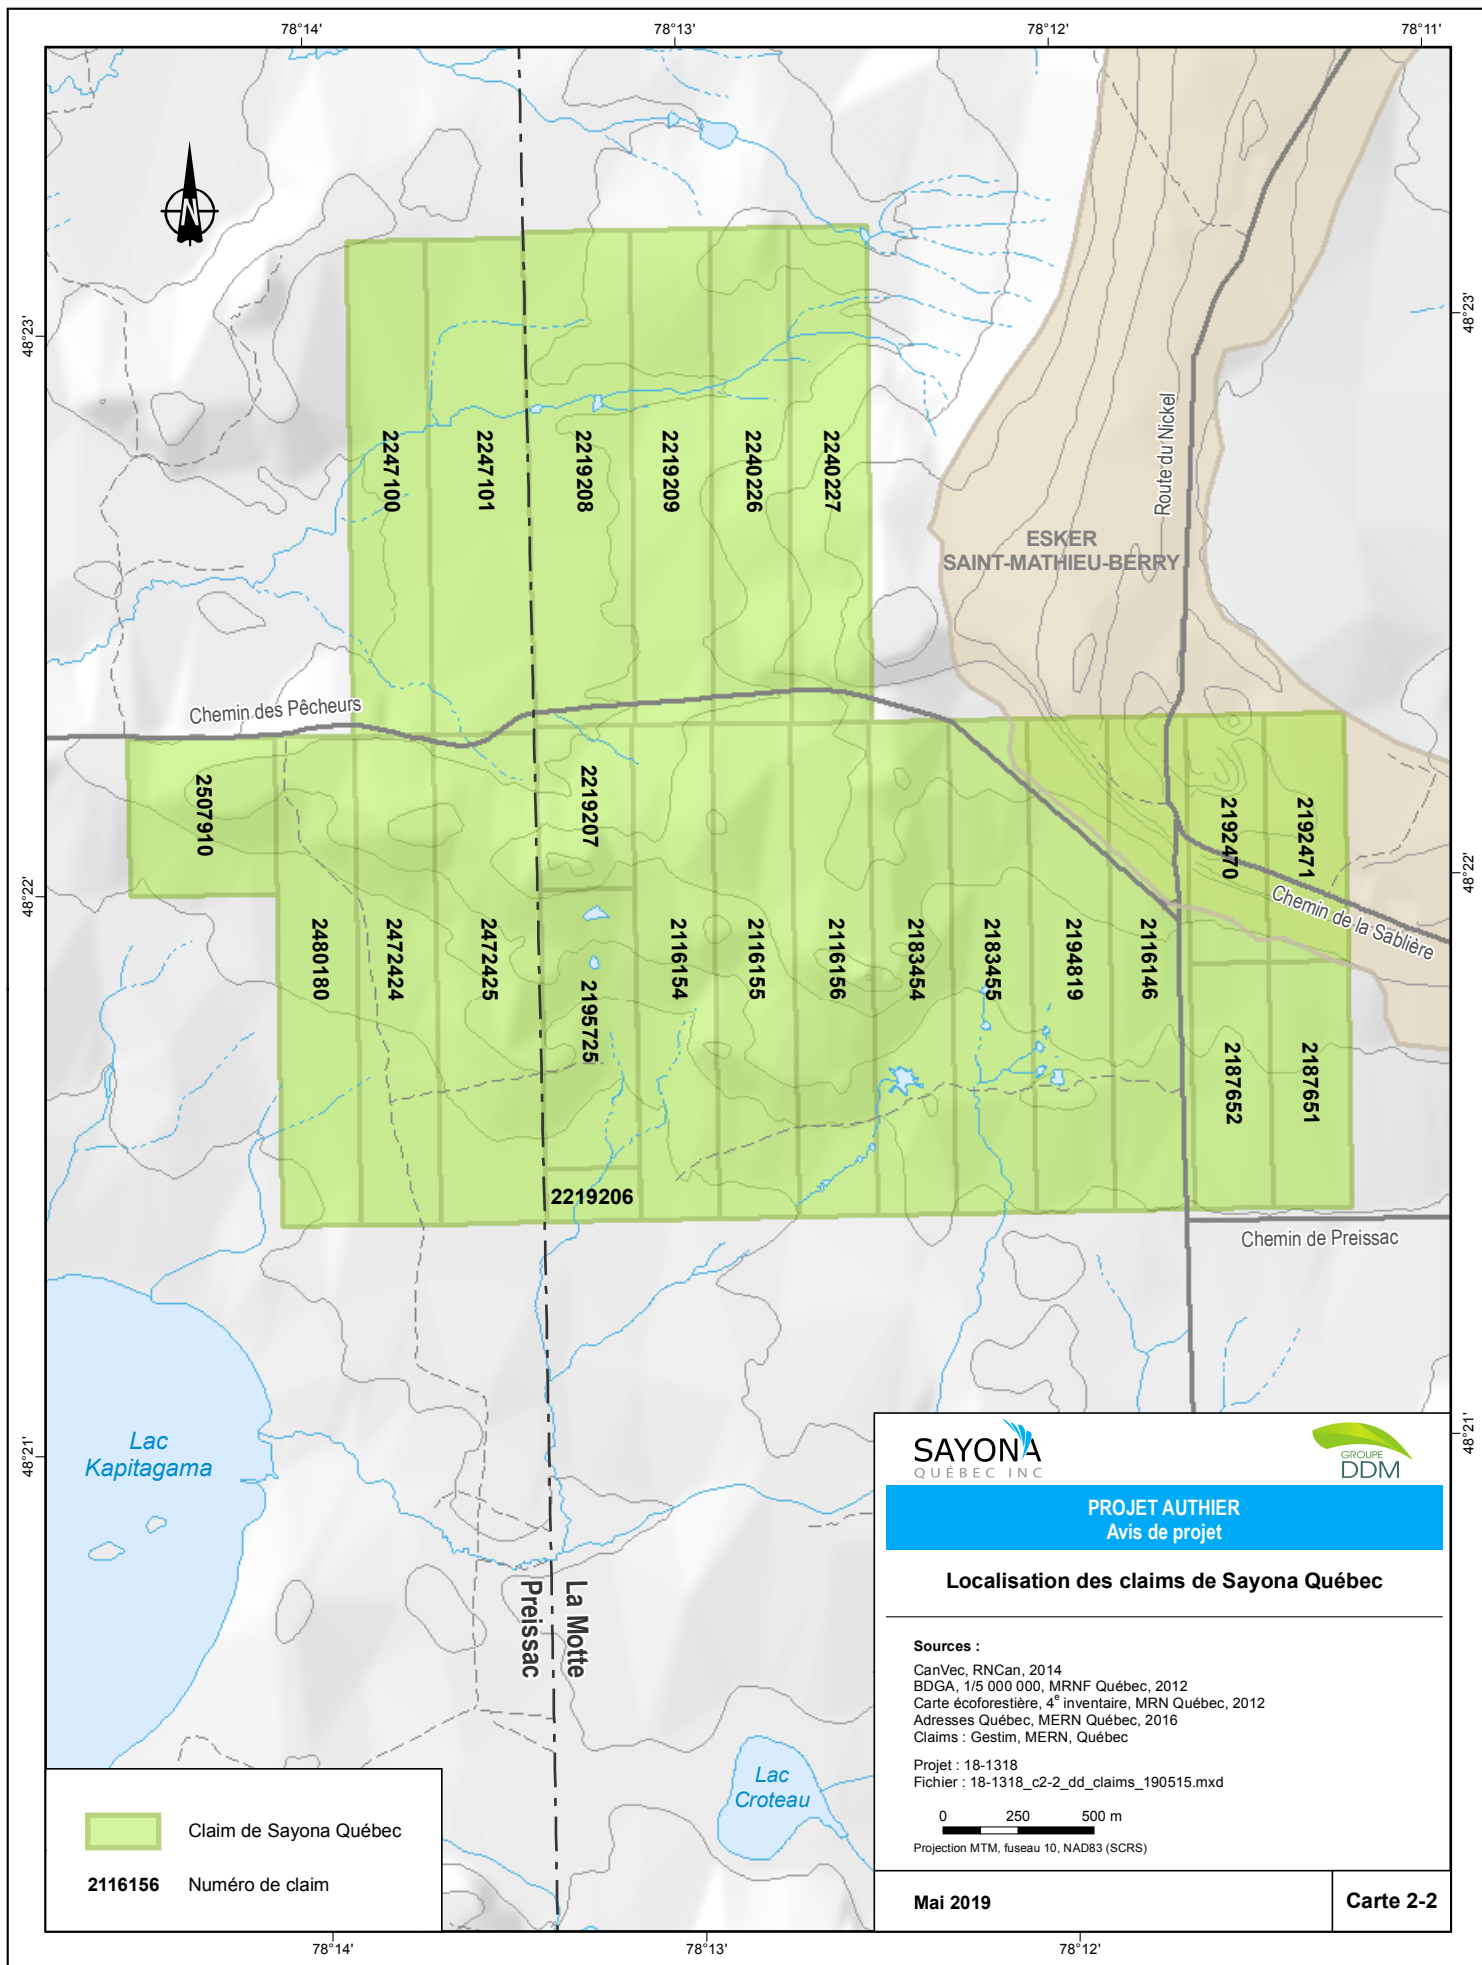 78°14'
78°13'
78°12'
78°11'
48°23'
48°23'
N
2247100
2247101
2219208
2219209
2240226
2240227
Route du Nickel
ESKER
SAINT-MATHIEU-BERRY
Chemin des Pêcheurs
2507910
2219207
2192470
2192471
48°22'
48°22'
Chemin de la Sablière
2480180
2472424
2472425
2195725
2116154
2116155
2116156
2183454
2183455
2194819
2116146
2187652
2187651
2219206
Chemin de Preissac
48°21'
48°21'
Lac
Kapitagama
La Motte
Preissac
Lac
Croteau
SAYONA
QUÉBEC INC
GROUPE
DDM
PROJET AUTHIER
Avis de projet
Localisation des claims de Sayona Québec
Sources :
CanVec, RNCan, 2014
BDGA, 1/5 000 000, MRNF Québec, 2012
Carte écoforestière, 4e inventaire, MRN Québec, 2012
Adresses Québec, MERN Québec, 2016
Claims : Gestim, MERN, Québec
Projet : 18-1318
Fichier : 18-1318_c2-2_dd_claims_190515.mxd
0 250 500 m
Projection MTM, fuseau 10, NAD83 (SCRS)
Mai 2019
Carte 2-2
Claim de Sayona Québec
2116156 Numéro de claim
78°14'
78°13'
78°12'